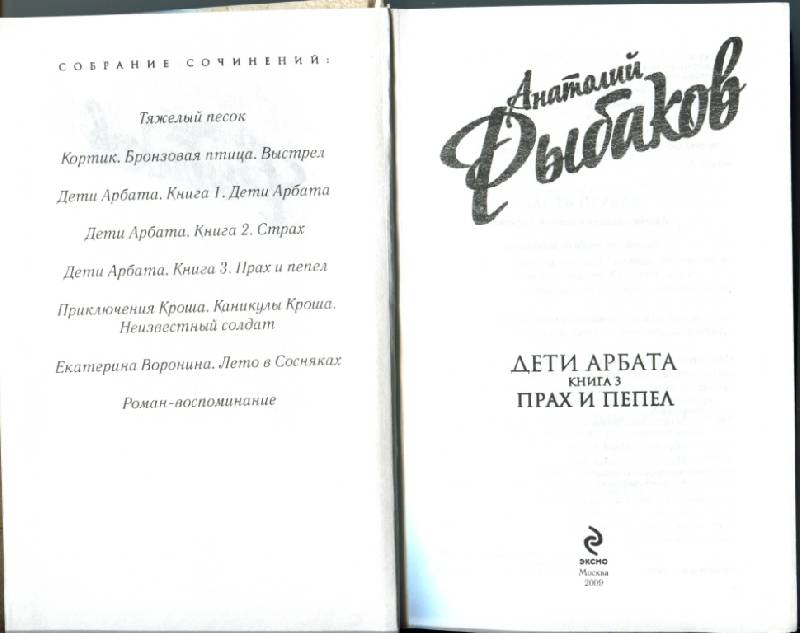 СОБРАНИЕ СОЧИНЕНИЙ:
Тяжелый песок
Кортик. Бронзовая птица. Выстрел
Дети Арбата. Книга 1. Дети Арбата
Дети Арбата. Книга 2. Страх
Дети Арбата. Книга 3. Прах и пепел
Приключения Кроша. Каникулы Кроша.
Неизвестный солдат
Екатерина Воронина. Лето в Сосняках
Роман-воспоминание
Анатолий
Рыбаков
ДЕТИ АРБАТА
КНИГА 3
ПРАХ И ПЕПЕЛ
ЭКСМО
Москва
2009